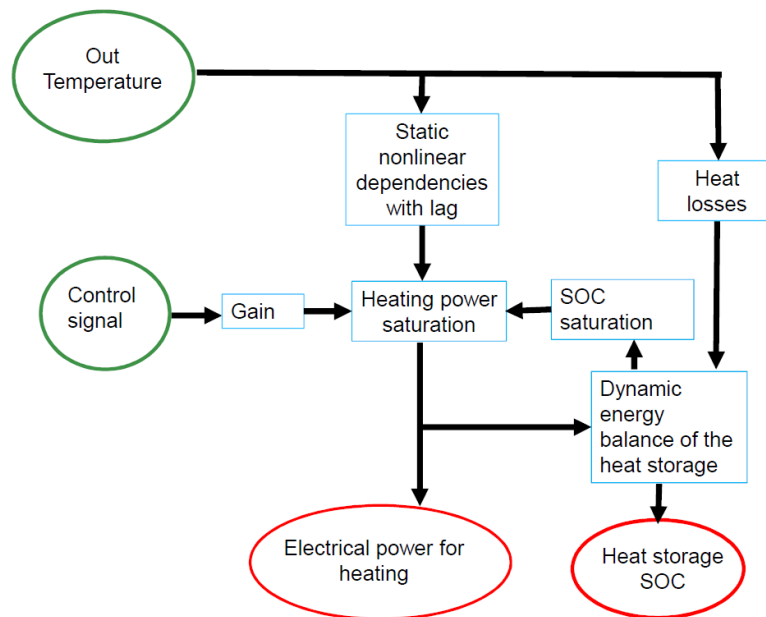 Out
Temperature
Static
nonlinear
dependencies
with lag
Heat
losses
Control
signal
Gain
Heating power
saturation
SOC
saturation
Dynamic
energy
balance of the
heat storage
Electrical power for
heating
Heat storage
SOC